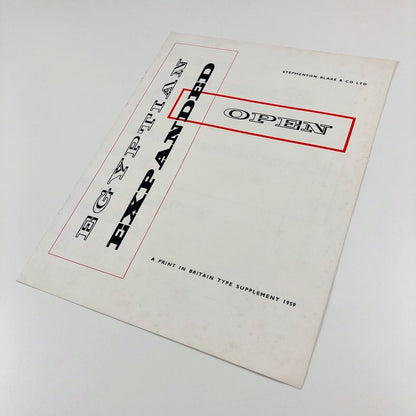 STEPHENSON BLAKE & CO LTD
EGYPTIAN
EXPANDED
OPEN
A PRINT IN BRITAIN TYPE SUPPLEMENT 1959